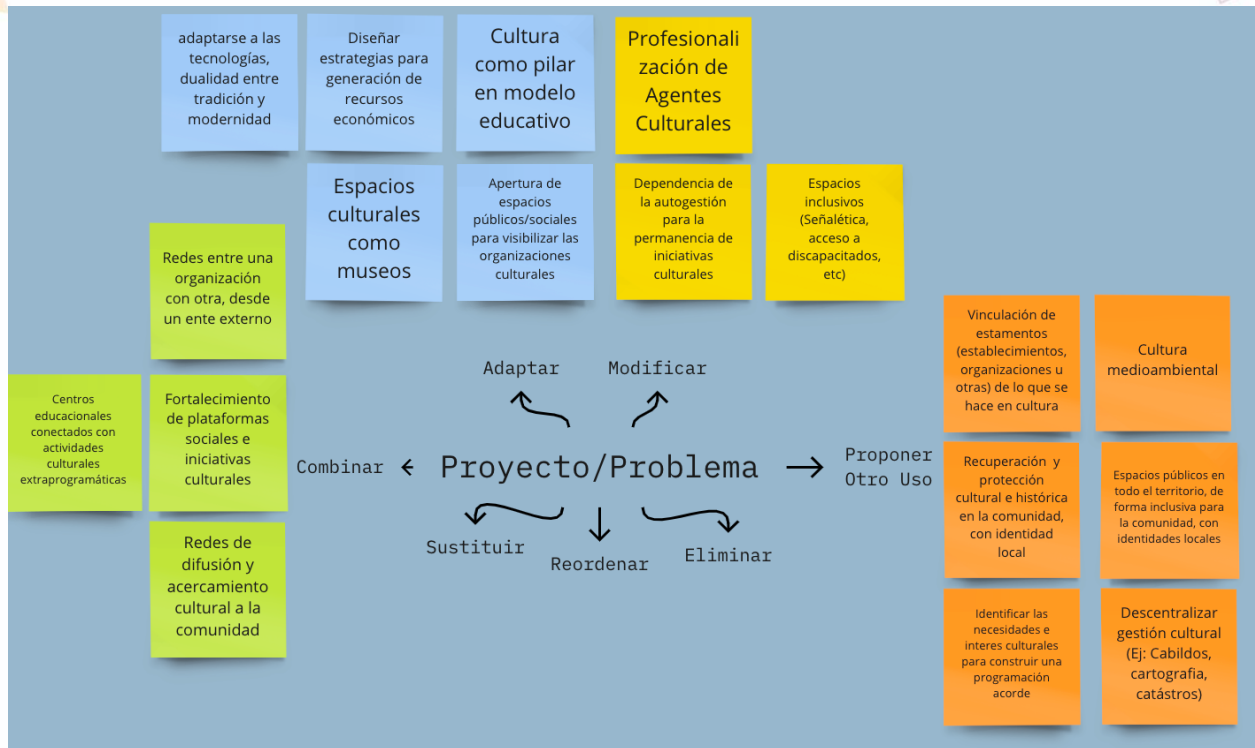 adaptarse a las
tecnologías,
dualidad entre
tradición y
modernidad
Diseñar
estrategias para
generación de
recursos
económicos
Cultura
como pilar
en modelo
educativo
Profesionali
zación de
Agentes
Culturales
Espacios
culturales
como
museos
Apertura de
espacios
públicos/sociales
para visibilizar las
organizaciones
culturales
Dependencia de
la autogestión
para la
permanencia de
iniciativas
culturales
Espacios
inclusivos
(Señalética,
acceso a
discapacitados,
etc)
Redes entre una
organización
con otra, desde
un ente externo
Centros
educacionales
conectados con
actividades
culturales
extraprogramáticas
Fortalecimiento
de plataformas
sociales e
iniciativas
culturales
Redes de
difusión y
acercamiento
cultural a la
comunidad
Adaptar
Modificar
Combinar
Proyecto/Problema
Proponer
Otro Uso
Sustituir
Reordenar
Eliminar
Vinculación de
estamentos
(establecimientos,
organizaciones u
otras) de lo que se
hace en cultura
Cultura
medioambiental
Recuperación y
protección
cultural e histórica
en la comunidad,
con identidad
local
Espacios públicos en
todo el territorio, de
forma inclusiva para
la comunidad, con
identidades locales
Identificar las
necesidades e
interes culturales
para construir una
programación
acorde
Descentralizar
gestión cultural
(Ej: Cabildos,
cartografia,
catástros)